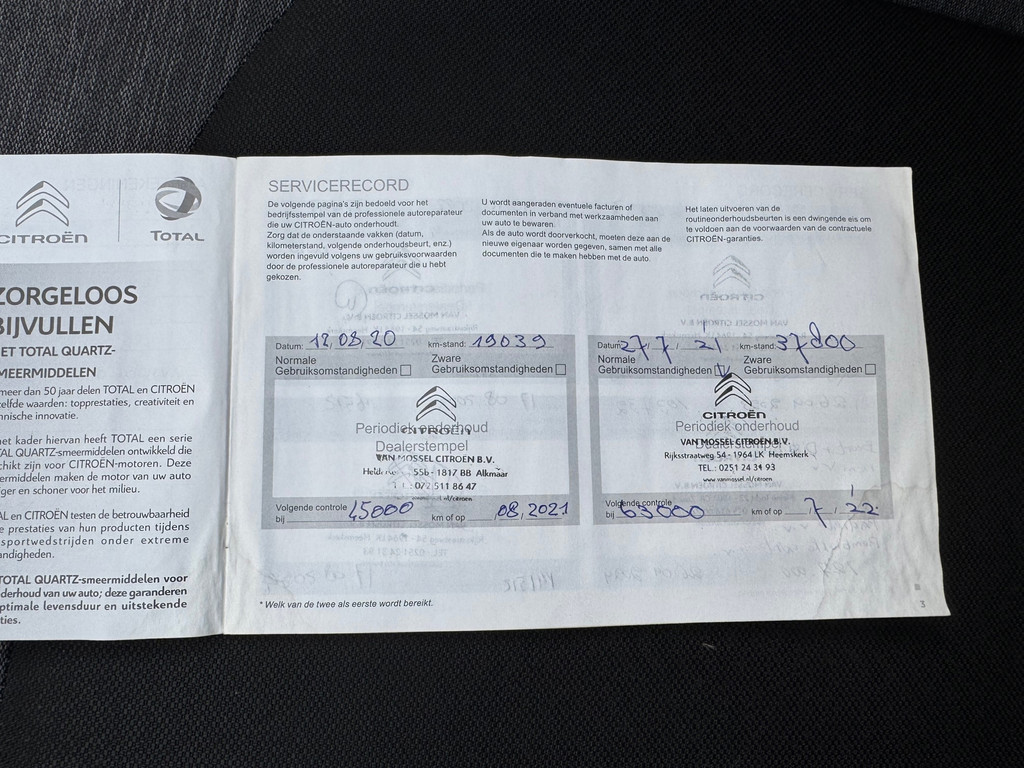 CITROËN
TOTAL
ZORGELOOS
BIJVULLEN
ET TOTAL QUARTZ-
MEERMIDDELEN
meer dan 50 jaar delen TOTAL en CITROËN
elfde waarden: topprestaties, creativiteit en
hnische innovatie.
et kader hiervan heeft TOTAL een serie
AL QUARTZ-smeermiddelen ontwikkeld die
chikt zijn voor CITROËN-motoren. Deze
ermiddelen maken de motor van uw auto
iger en schoner voor het milieu.
AL en CITROËN testen de betrouwbaarheid
e prestaties van hun producten tijdens
sportwedstrijden onder extreme
andigheden.
TOTAL QUARTZ-smeermiddelen voor
derhoud van uw auto; deze garanderen
ptimale levensduur en uitstekende
ties.
SERVICERECORD
De volgende pagina's zijn bedoeld voor het
bedrijfsstempel van de professionele autoreparateur
die uw CITROËN-auto onderhoudt.
Zorg dat de onderstaande vakken (datum,
kilometerstand, volgende onderhoudsbeurt, enz.)
worden ingevuld volgens uw gebruiksvoorwaarden
door de professionele autoreparateur die u hebt
gekozen.
U wordt aangeraden eventuele facturen of
documenten in verband met werkzaamheden aan
uw auto te bewaren.
Als de auto wordt doorverkocht, moeten deze aan de
nieuwe eigenaar worden gegeven, samen met alle
documenten die te maken hebben met de auto.
Het laten uitvoeren van de
routineonderhoudsbeurten is een dwingende eis om
te voldoen aan de voorwaarden van de contractuele
CITROËN-garanties.
Datum: 12,08,20 km-stand: 19039
Normale Zware
Gebruiksomstandigheden Gebruiksomstandigheden
CITROËN
Periodiek onderhoud
Dealerstempel
VAN MOSSEL CITROËN B.V.
55b - 1817 BB Alkmaar
072 511 86 47
Volgende controle
bij 45000 km of op 08,2021
Datum: 27/7/21 km-stand: 37800
Normale Zware
Gebruiksomstandigheden Gebruiksomstandigheden
CITROËN
Periodiek onderhoud
Dealerstempel
VAN MOSSEL CITROËN B.V.
Rijksstraatweg 54 - 1964 LK Heemskerk
TEL.: 0251 24 34 93
www.vanmossel.nl/citroen
Volgende controle
bij 65000 km of op 7/22
* Welk van de twee als eerste wordt bereikt.
3